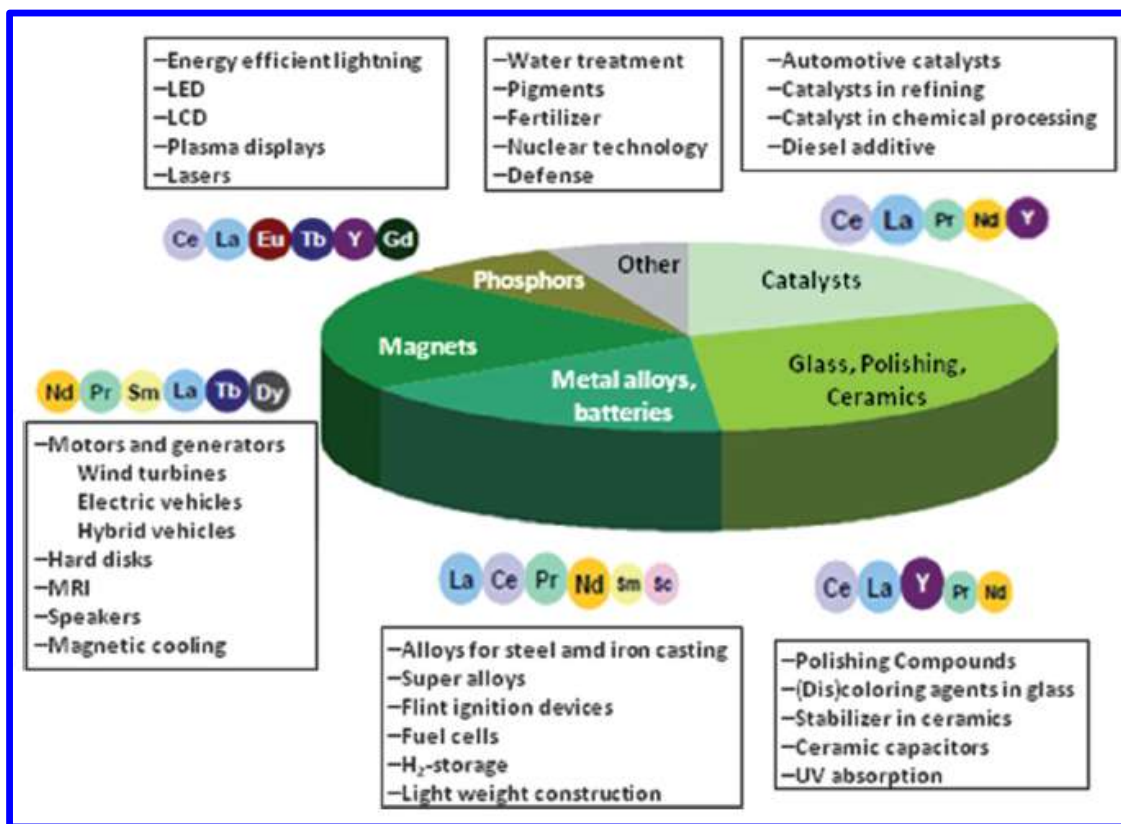 −Energy efficient lightning
−LED
−LCD
−Plasma displays
−Lasers
−Water treatment
−Pigments
−Fertilizer
−Nuclear technology
−Defense
−Automotive catalysts
−Catalysts in refining
−Catalyst in chemical processing
−Diesel additive
Ce La Eu Tb Y Gd
Ce La Pr Nd Y
Phosphors
Other
Catalysts
Magnets
Metal alloys,
batteries
Glass, Polishing,
Ceramics
Nd Pr Sm La Tb Dy
−Motors and generators
Wind turbines
Electric vehicles
Hybrid vehicles
−Hard disks
−MRI
−Speakers
−Magnetic cooling
La Ce Pr Nd Sm Sc
−Alloys for steel amd iron casting
−Super alloys
−Flint ignition devices
−Fuel cells
−H₂-storage
−Light weight construction
Ce La Y Pr Nd
−Polishing Compounds
−(Dis)coloring agents in glass
−Stabilizer in ceramics
−Ceramic capacitors
−UV absorption